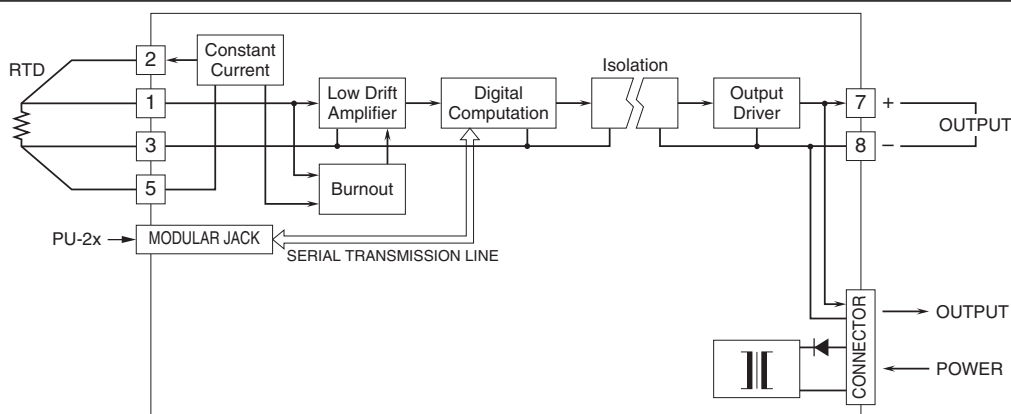 RTD
2
1
3
5
Constant
Current
Low Drift
Amplifier
Burnout
Digital
Computation
Isolation
Output
Driver
7
+
8
–
OUTPUT
PU-2x
MODULAR JACK
SERIAL TRANSMISSION LINE
CONNECTOR
OUTPUT
POWER